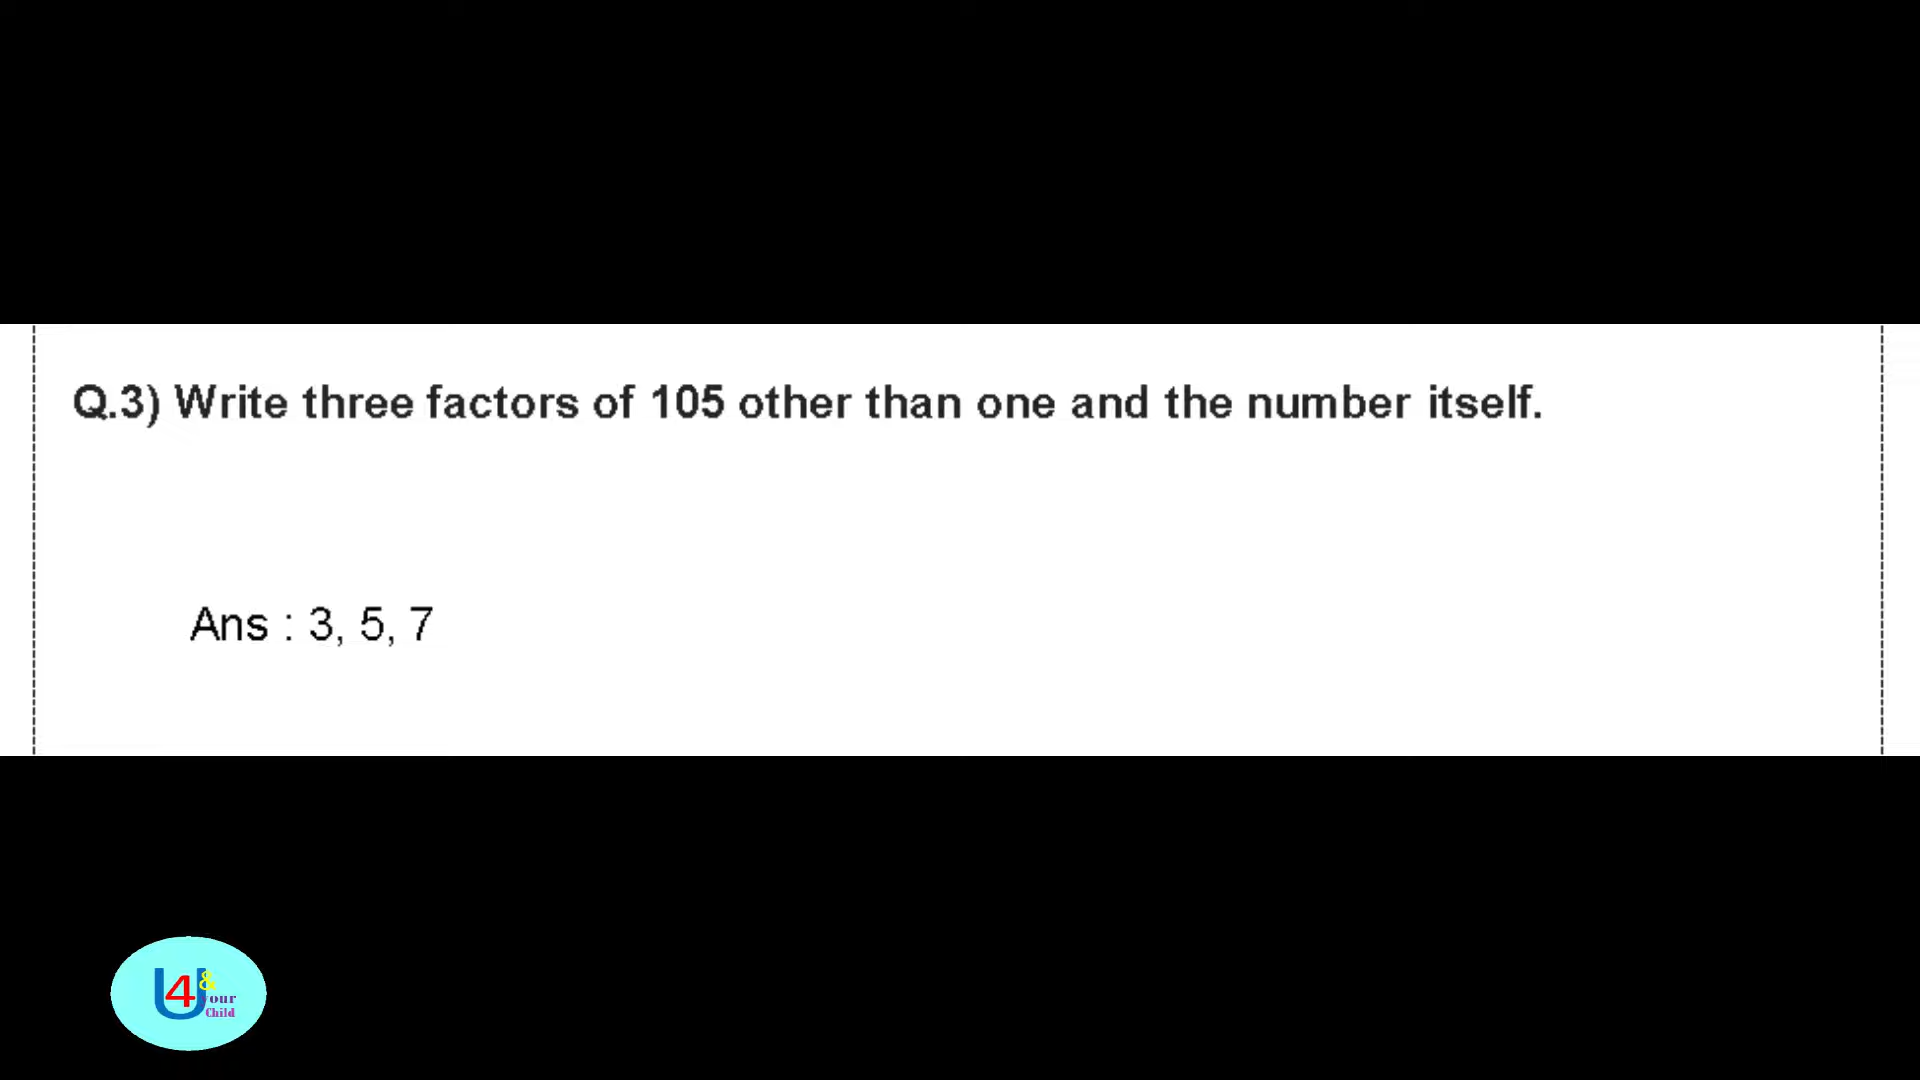 Q.3) Write three factors of 105 other than one and the number itself.
Ans : 3, 5, 7
U4&
your
Child